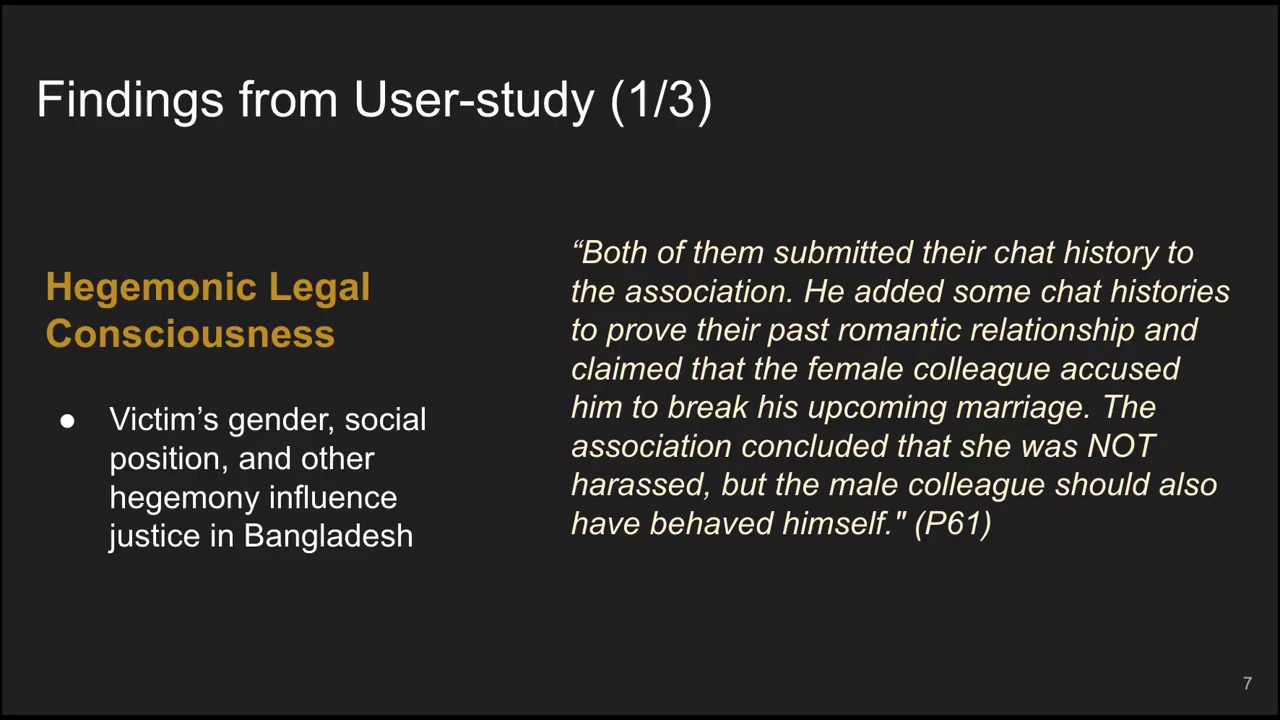 Findings from User-study (1/3)
Hegemonic Legal
Consciousness
● Victim’s gender, social
position, and other
hegemony influence
justice in Bangladesh
“Both of them submitted their chat history to
the association. He added some chat histories
to prove their past romantic relationship and
claimed that the female colleague accused
him to break his upcoming marriage. The
association concluded that she was NOT
harassed, but the male colleague should also
have behaved himself." (P61)
7